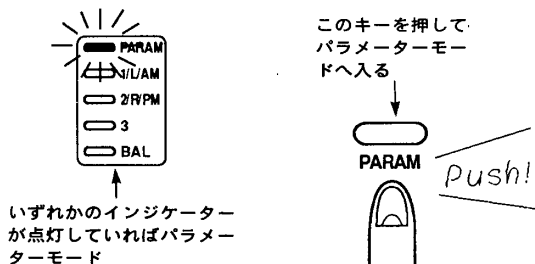 PARAM
1/L/AM
2/R/PM
3
BAL
いずれかのインジケーター
が点灯していればパラメー
ターモード
このキーを押して
パラメーターモー
ドへ入る
PARAM
Push!